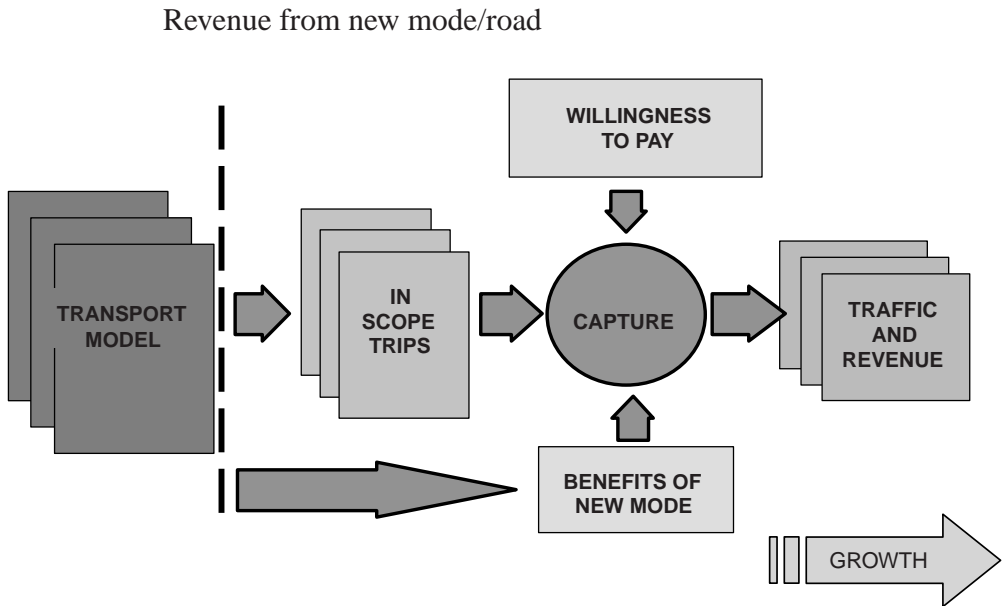 Revenue from new mode/road
WILLINGNESS
TO PAY
TRANSPORT
MODEL
IN
SCOPE
TRIPS
CAPTURE
TRAFFIC
AND
REVENUE
BENEFITS OF
NEW MODE
GROWTH